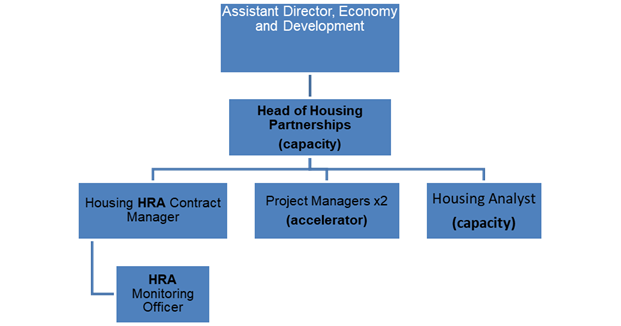 Assistant Director, Economy
and Development
Head of Housing
Partnerships
(capacity)
Housing HRA Contract
Manager
Project Managers x2
(accelerator)
Housing Analyst
(capacity)
HRA
Monitoring
Officer